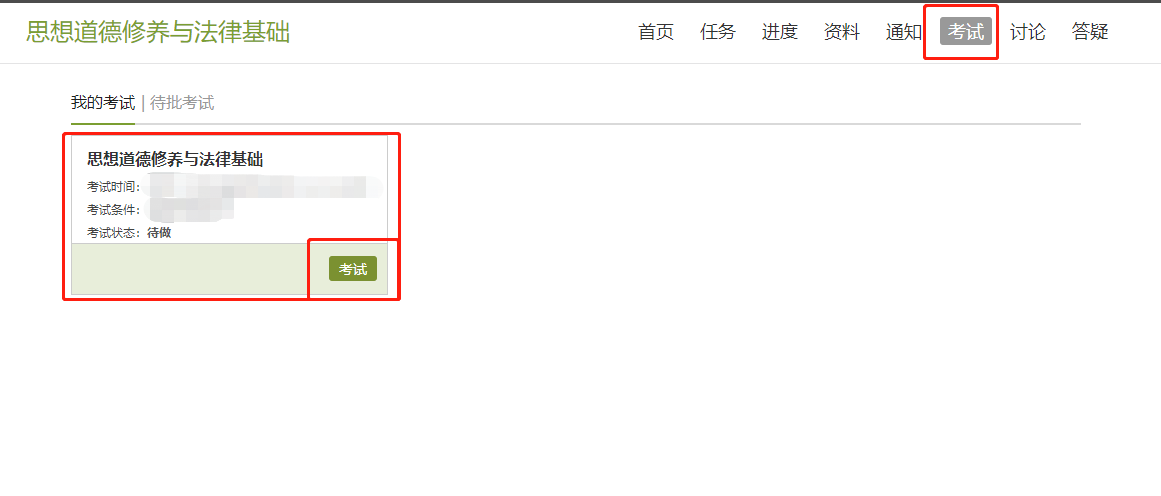 思想道德修养与法律基础
首页 任务 进度 资料 通知 考试 讨论 答疑
我的考试 | 待批考试
思想道德修养与法律基础
考试时间：
考试条件：
考试状态：待做
考试